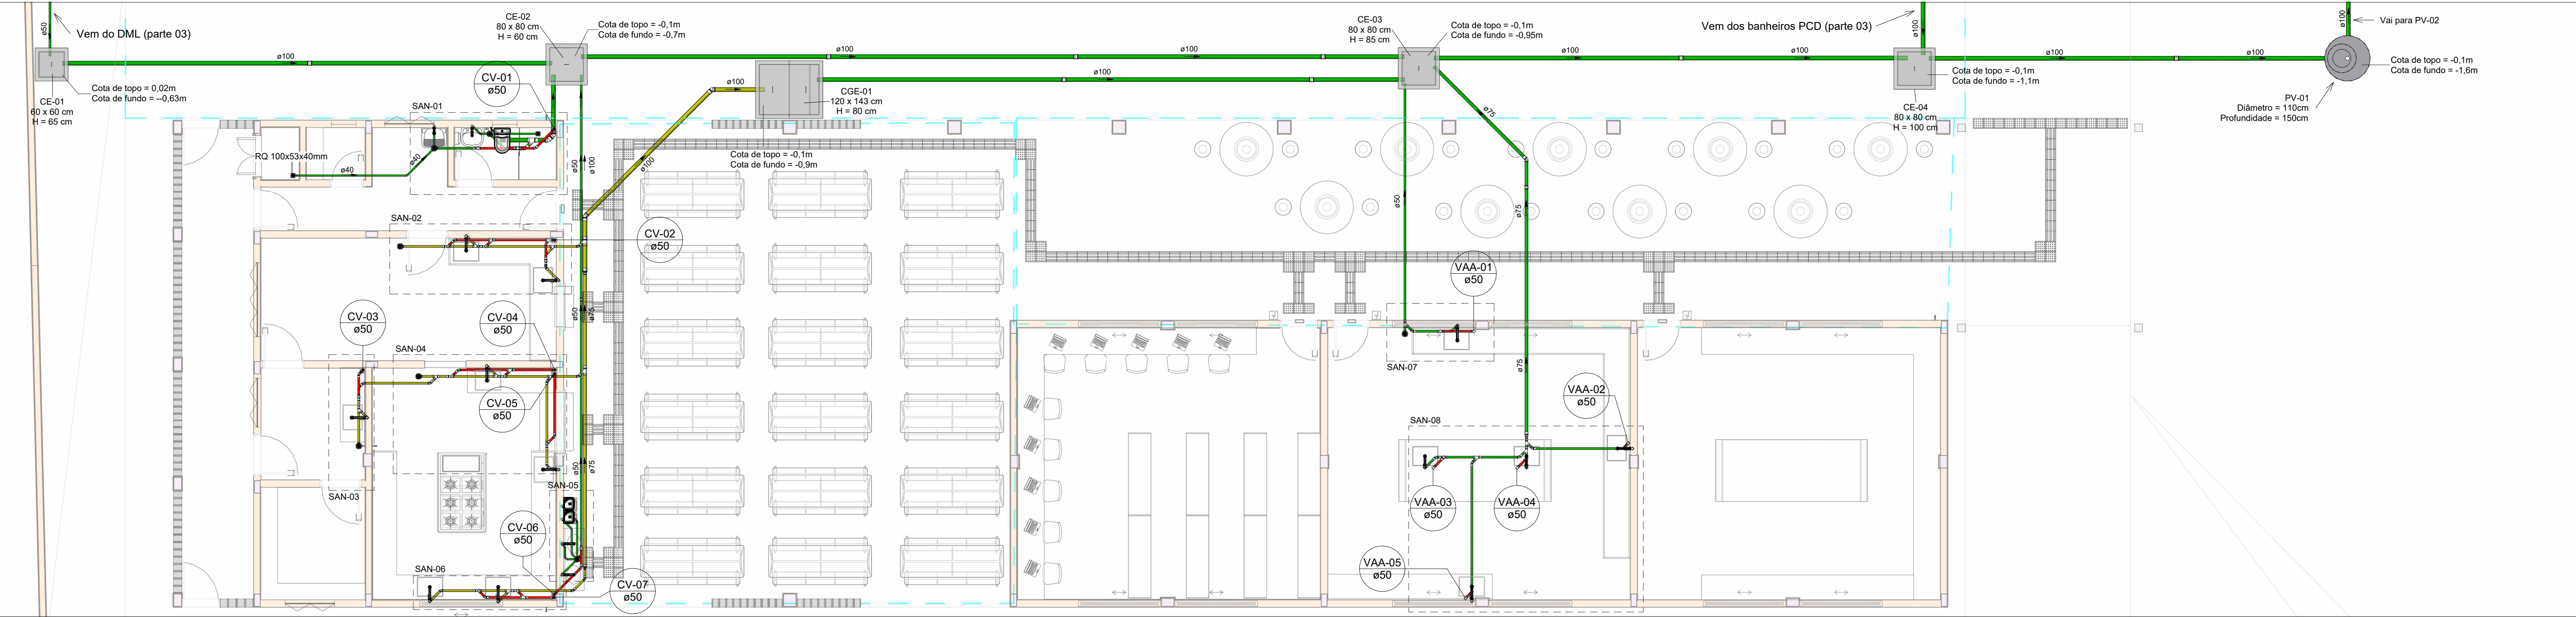 ø50
Vem do DML (parte 03)
CE-01
60 x 60 cm
H = 65 cm
Cota de topo = 0,02m
Cota de fundo = --0,63m
ø100
CE-02
80 x 80 cm
H = 60 cm
Cota de topo = -0,1m
Cota de fundo = -0,7m
CV-01
ø50
SAN-01
RQ 100x53x40mm
ø40
ø40
ø100
ø100
ø100
CGE-01
120 x 143 cm
H = 80 cm
Cota de topo = -0,1m
Cota de fundo = -0,9m
ø100
ø100
CE-03
80 x 80 cm
H = 85 cm
Cota de topo = -0,1m
Cota de fundo = -0,95m
ø75
ø100
ø100
Vem dos banheiros PCD (parte 03)
ø100
CE-04
80 x 80 cm
H = 100 cm
Cota de topo = -0,1m
Cota de fundo = -1,1m
ø100
ø100
ø100
Vai para PV-02
Cota de topo = -0,1m
Cota de fundo = -1,6m
PV-01
Diâmetro = 110cm
Profundidade = 150cm
ø50
ø100
SAN-02
CV-02
ø50
ø50
ø75
CV-03
ø50
CV-04
ø50
SAN-04
CV-05
ø50
SAN-03
ø50
ø75
SAN-05
CV-06
ø50
SAN-06
CV-07
ø50
ø50
ø75
VAA-01
ø50
SAN-07
ø75
VAA-02
ø50
SAN-08
VAA-03
ø50
VAA-04
ø50
VAA-05
ø50